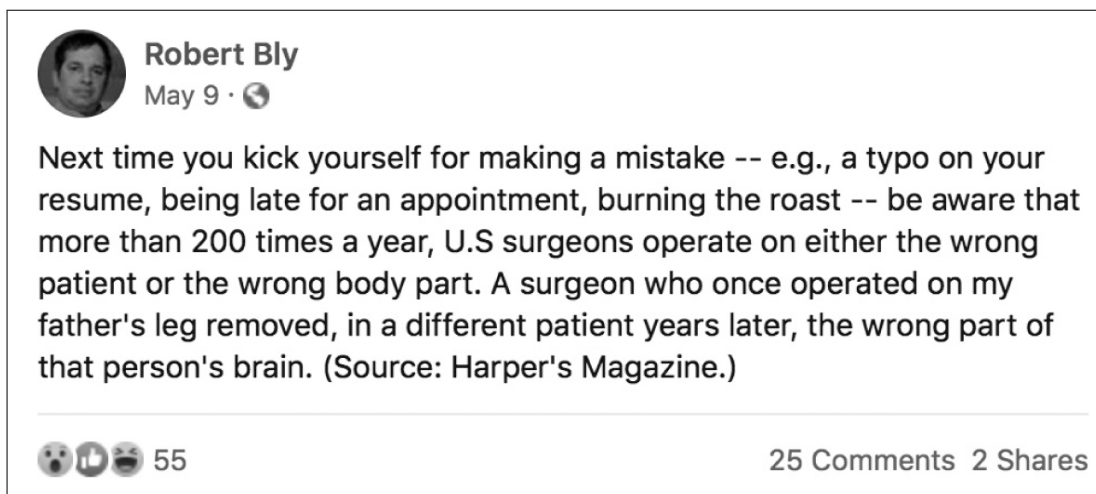 Robert Bly
May 9 ·
Next time you kick yourself for making a mistake -- e.g., a typo on your
resume, being late for an appointment, burning the roast -- be aware that
more than 200 times a year, U.S surgeons operate on either the wrong
patient or the wrong body part. A surgeon who once operated on my
father's leg removed, in a different patient years later, the wrong part of
that person's brain. (Source: Harper's Magazine.)
55 25 Comments 2 Shares